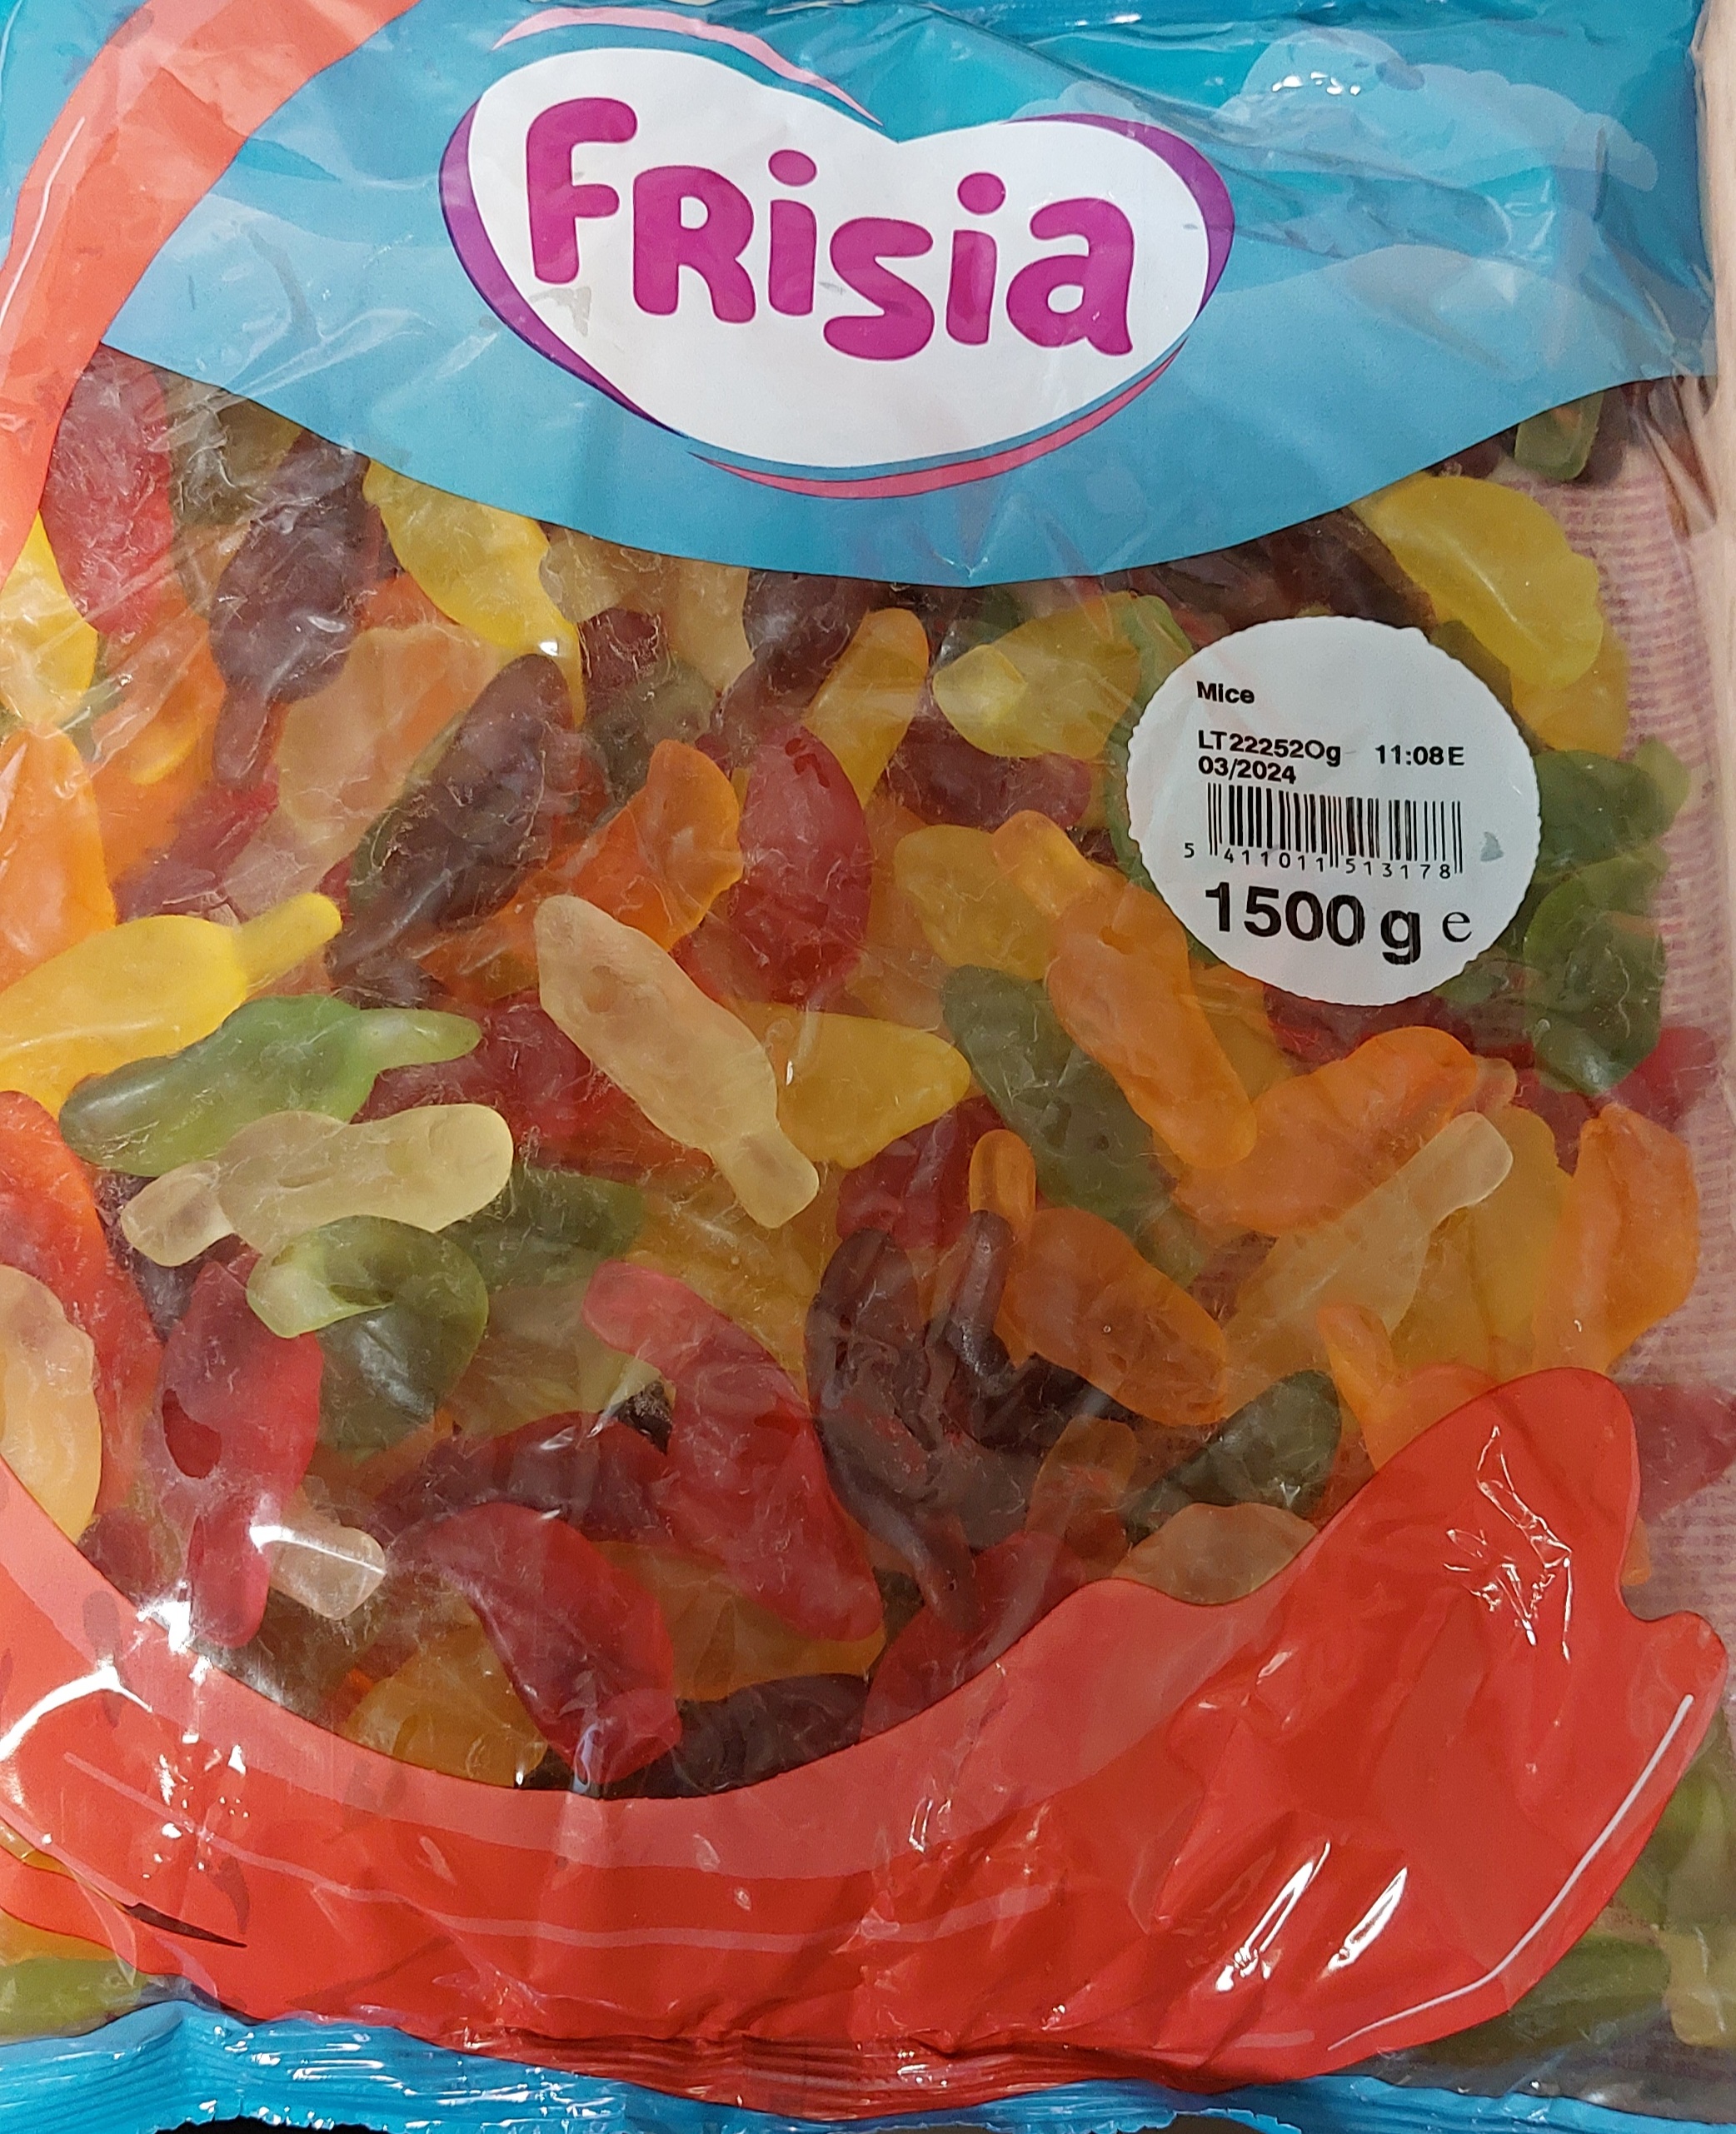 FRisia
Mice
LT22252Og 11:08E
03/2024
5 411011 513178
1500 g e